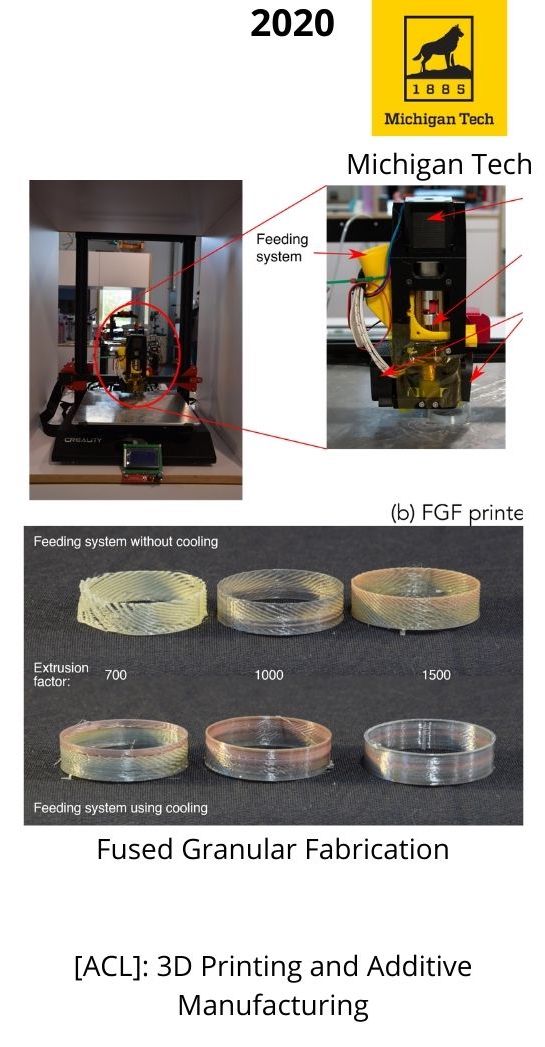 2020
1885
Michigan Tech
Michigan Tech
Feeding
system
CREALITY
(b) FGF printe
Feeding system without cooling
Extrusion
factor: 700 1000 1500
Feeding system using cooling
Fused Granular Fabrication
[ACL]: 3D Printing and Additive
Manufacturing